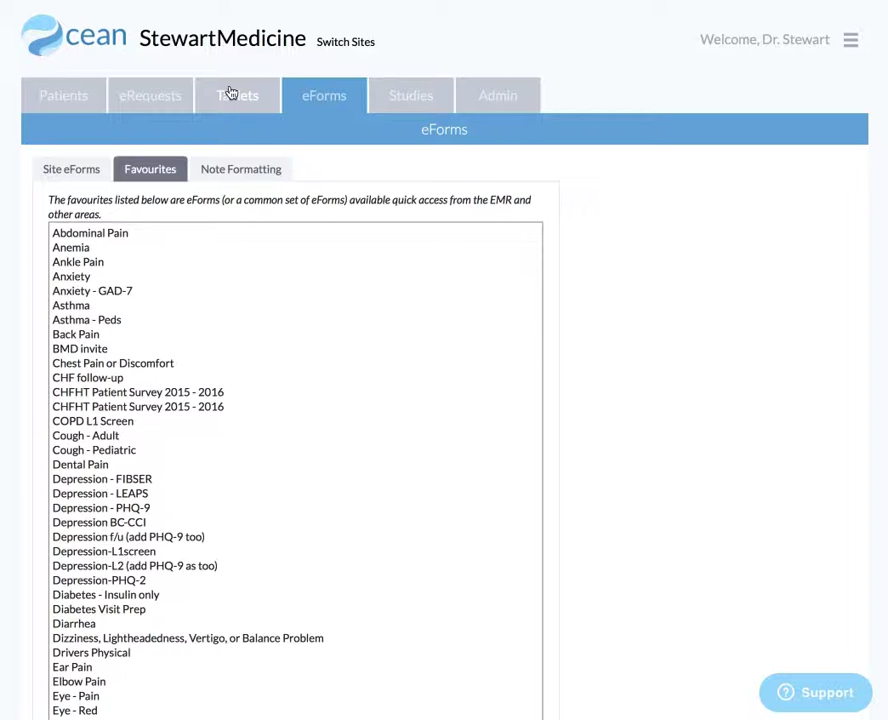 cean StewartMedicine Switch Sites Welcome, Dr. Stewart
Patients eRequests Tablets eForms Studies Admin
eForms
Site eForms Favourites Note Formatting
The favourites listed below are eForms (or a common set of eForms) available quick access from the EMR and
other areas.
Abdominal Pain
Anemia
Ankle Pain
Anxiety
Anxiety - GAD-7
Asthma
Asthma - Peds
Back Pain
BMD invite
Chest Pain or Discomfort
CHF follow-up
CHFHT Patient Survey 2015 - 2016
CHFHT Patient Survey 2015 - 2016
COPD L1 Screen
Cough - Adult
Cough - Pediatric
Dental Pain
Depression - FIBSER
Depression - LEAPS
Depression - PHQ-9
Depression BC-CCI
Depression f/u (add PHQ-9 too)
Depression-L1screen
Depression-L2 (add PHQ-9 as too)
Depression-PHQ-2
Diabetes - Insulin only
Diabetes Visit Prep
Diarrhea
Dizziness, Lightheadedness, Vertigo, or Balance Problem
Drivers Physical
Ear Pain
Elbow Pain
Eye - Pain
Eye - Red
? Support